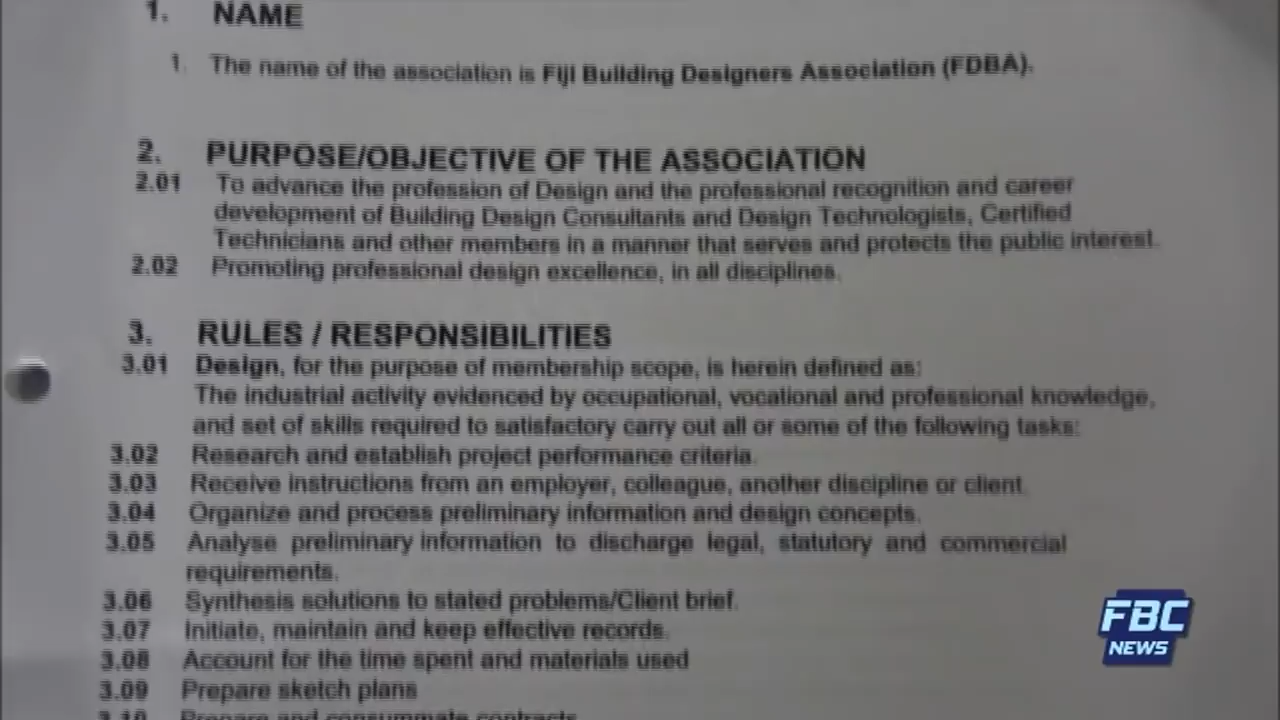 1. NAME
1. The name of the association is Fiji Building Designers Association (FDBA).
2. PURPOSE/OBJECTIVE OF THE ASSOCIATION
2.01 To advance the profession of Design and the professional recognition and career
development of Building Design Consultants and Design Technologists, Certified
Technicians and other members in a manner that serves and protects the public interest.
2.02 Promoting professional design excellence, in all disciplines.
3. RULES / RESPONSIBILITIES
3.01 Design, for the purpose of membership scope, is herein defined as:
The industrial activity evidenced by occupational, vocational and professional knowledge,
and set of skills required to satisfactory carry out all or some of the following tasks:
3.02 Research and establish project performance criteria.
3.03 Receive instructions from an employer, colleague, another discipline or client
3.04 Organize and process preliminary information and design concepts.
3.05 Analyse preliminary information to discharge legal, statutory and commercial
requirements.
3.06 Synthesis solutions to stated problems/Client brief.
3.07 Initiate, maintain and keep effective records.
3.08 Account for the time spent and materials used
3.09 Prepare sketch plans
3.10 Prepare and consummate contracts
FBC
NEWS